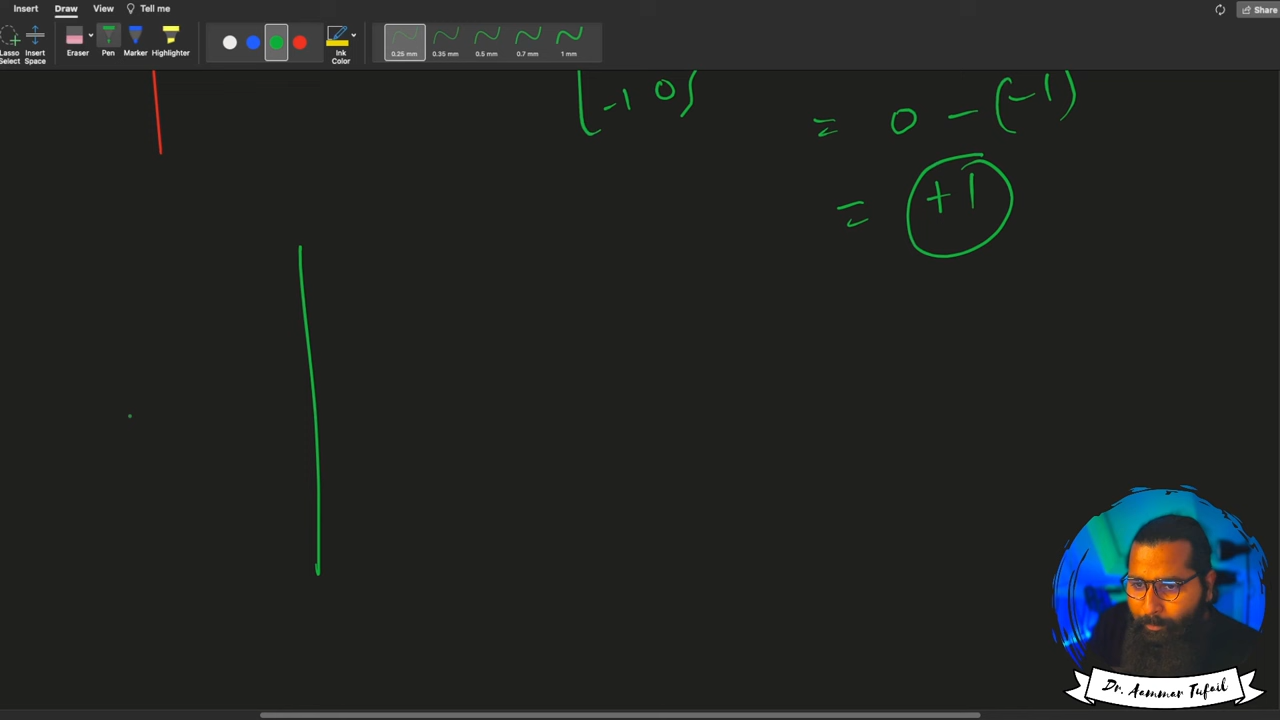 Insert Draw View Tell me
Share
Lasso Select
Insert Space
Eraser
Pen
Marker
Highlighter
Ink Color
0.25 mm
0.35 mm
0.5 mm
0.7 mm
1 mm
-1 0
= 0 - (-1)
= +1
Dr. Aammar Tufail